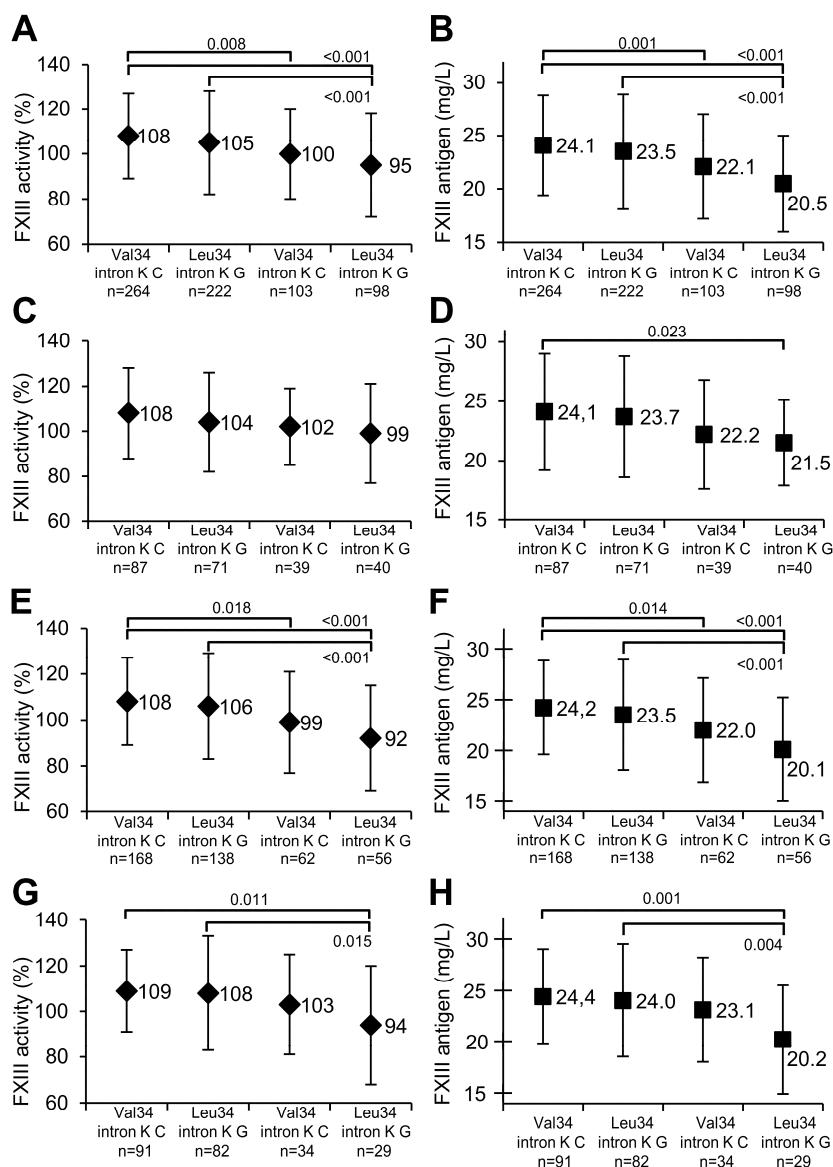 A
FXIII activity (%)
140
120
100
80
60
0.008
<0.001
<0.001
108
105
100
95
Val34
intron K C
n=264
Leu34
intron K G
n=222
Val34
intron K C
n=103
Leu34
intron K G
n=98
B
FXIII antigen (mg/L)
30
25
20
15
0.001
<0.001
<0.001
24.1
23.5
22.1
20.5
Val34
intron K C
n=264
Leu34
intron K G
n=222
Val34
intron K C
n=103
Leu34
intron K G
n=98
C
FXIII activity (%)
140
120
100
80
60
108
104
102
99
Val34
intron K C
n=87
Leu34
intron K G
n=71
Val34
intron K C
n=39
Leu34
intron K G
n=40
D
FXIII antigen (mg/L)
30
25
20
15
0.023
24,1
23.7
22.2
21.5
Val34
intron K C
n=87
Leu34
intron K G
n=71
Val34
intron K C
n=39
Leu34
intron K G
n=40
E
FXIII activity (%)
140
120
100
80
60
0.018
<0.001
<0.001
108
106
99
92
Val34
intron K C
n=168
Leu34
intron K G
n=138
Val34
intron K C
n=62
Leu34
intron K G
n=56
F
FXIII antigen (mg/L)
30
25
20
15
0.014
<0.001
<0.001
24,2
23.5
22.0
20.1
Val34
intron K C
n=168
Leu34
intron K G
n=138
Val34
intron K C
n=62
Leu34
intron K G
n=56
G
FXIII activity (%)
140
120
100
80
60
0.011
0.015
109
108
103
94
Val34
intron K C
n=91
Leu34
intron K G
n=82
Val34
intron K C
n=34
Leu34
intron K G
n=29
H
FXIII antigen (mg/L)
30
25
20
15
0.001
0.004
24,4
24.0
23.1
20.2
Val34
intron K C
n=91
Leu34
intron K G
n=82
Val34
intron K C
n=34
Leu34
intron K G
n=29